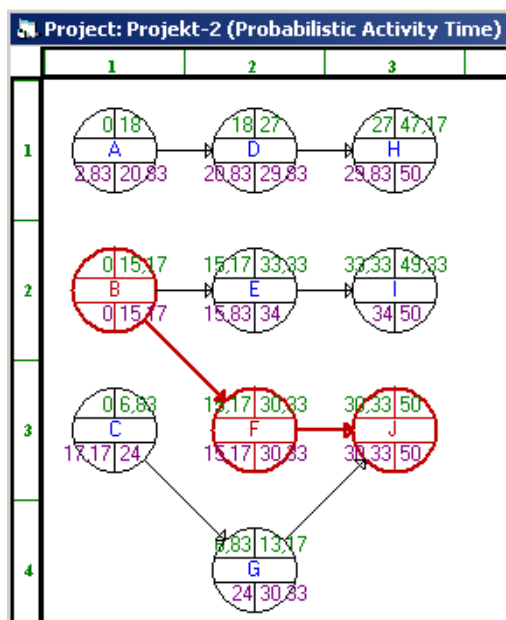 Project: Projekt-2 (Probabilistic Activity Time)
1 2 3
1
0 18 18 27 27 47,17
A D H
2,83 20,83 20,83 29,83 29,83 50
2
0 15,17 15,17 33,33 33,33 49,33
B E I
0 15,17 15,83 34 34 50
3
0 6,83 15,17 30,33 30,33 50
C F J
17,17 24 15,17 30,33 30,33 50
4
6,83 13,17
G
24 30,33